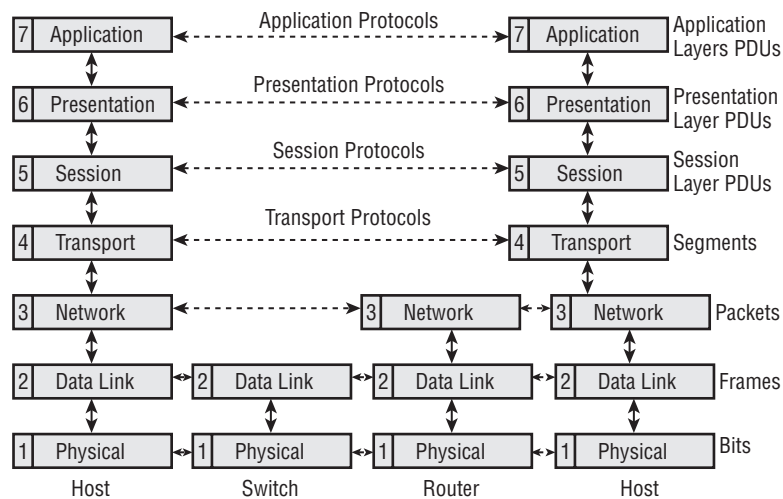 Application Protocols
7 Application
7 Application
Application
Layers PDUs
Presentation Protocols
6 Presentation
6 Presentation
Presentation
Layer PDUs
Session Protocols
5 Session
5 Session
Session
Layer PDUs
Transport Protocols
4 Transport
4 Transport
Segments
3 Network
3 Network
3 Network
Packets
2 Data Link
2 Data Link
2 Data Link
2 Data Link
Frames
1 Physical
1 Physical
1 Physical
1 Physical
Bits
Host
Switch
Router
Host